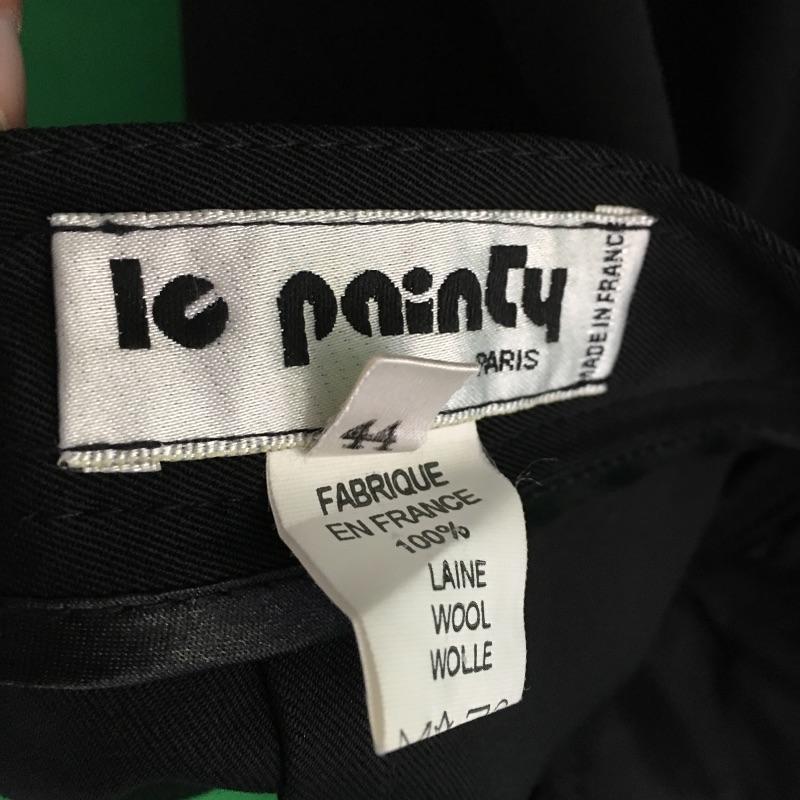 le painty
PARIS
MADE IN FRANCE
44
FABRIQUE
EN FRANCE
100%
LAINE
WOOL
WOLLE